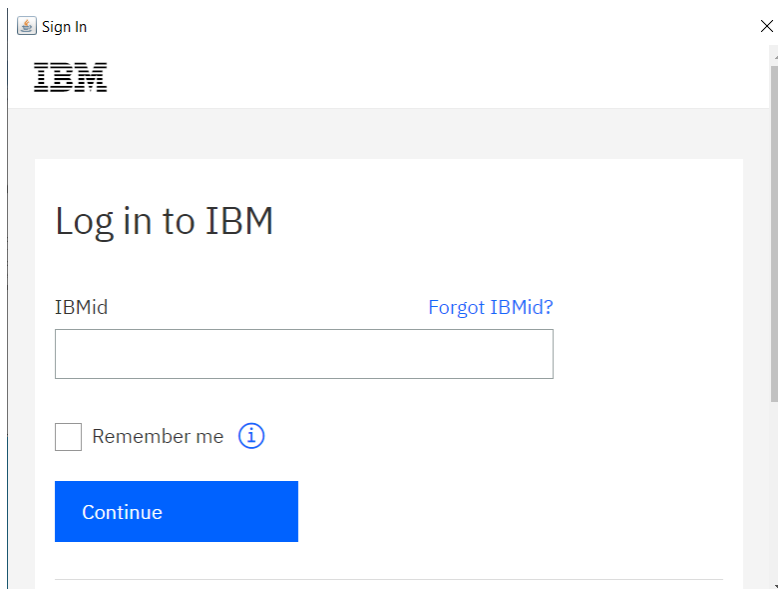 Sign In
IBM
Log in to IBM
IBMid Forgot IBMid?
Remember me
Continue